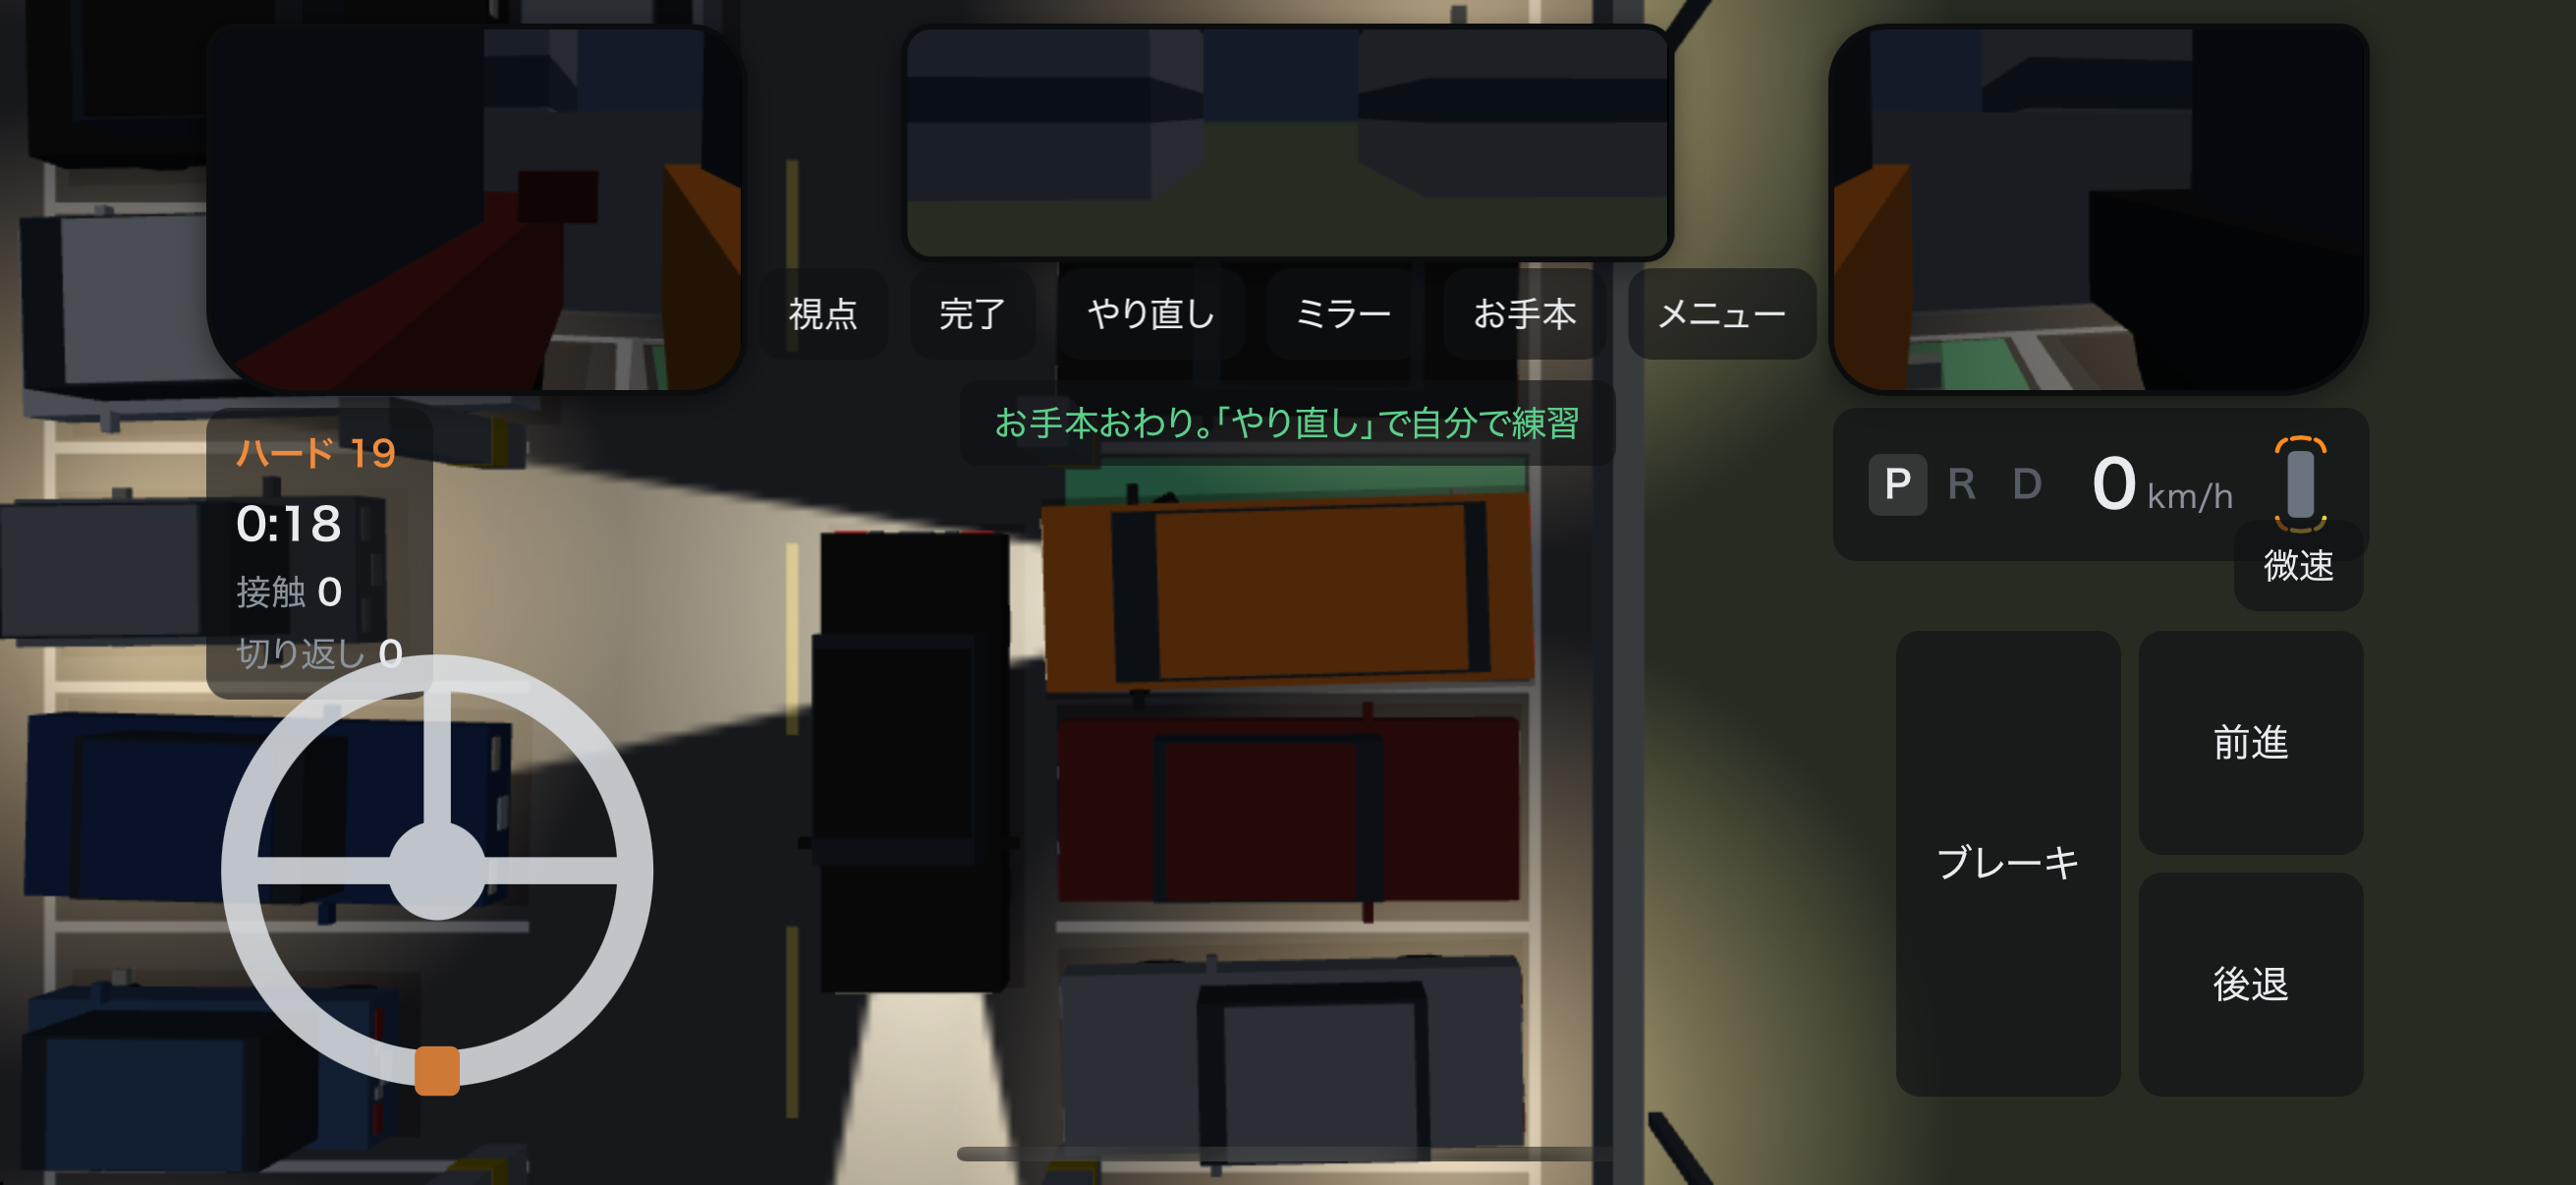 視点
完了
やり直し
ミラー
お手本
メニュー
お手本おわり。「やり直し」で自分で練習
ハード 19
0:18
接触 0
切り返し 0
P R D 0 km/h
微速
ブレーキ
前進
後退